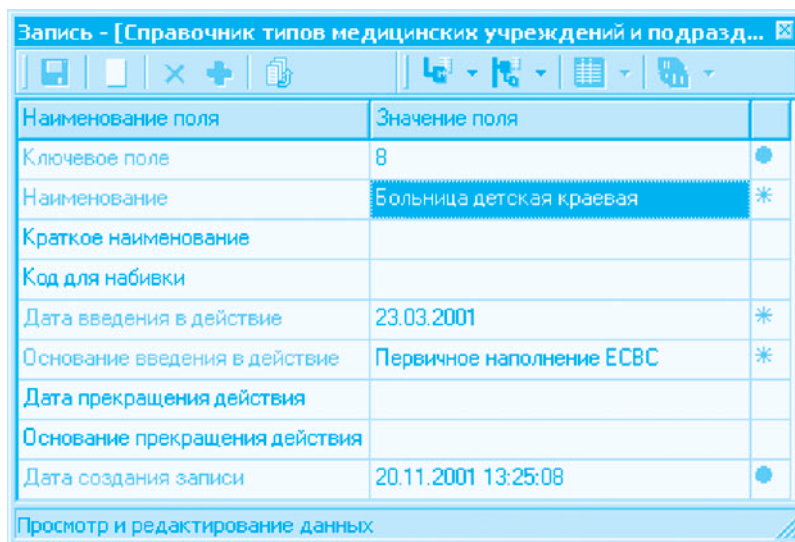 Запись - [Справочник типов медицинских учреждений и подразд...
Наименование поля Значение поля
Ключевое поле 8
Наименование Больница детская краевая
Краткое наименование
Код для набивки
Дата введения в действие 23.03.2001
Основание введения в действие Первичное наполнение ЕСВС
Дата прекращения действия
Основание прекращения действия
Дата создания записи 20.11.2001 13:25:08
Просмотр и редактирование данных